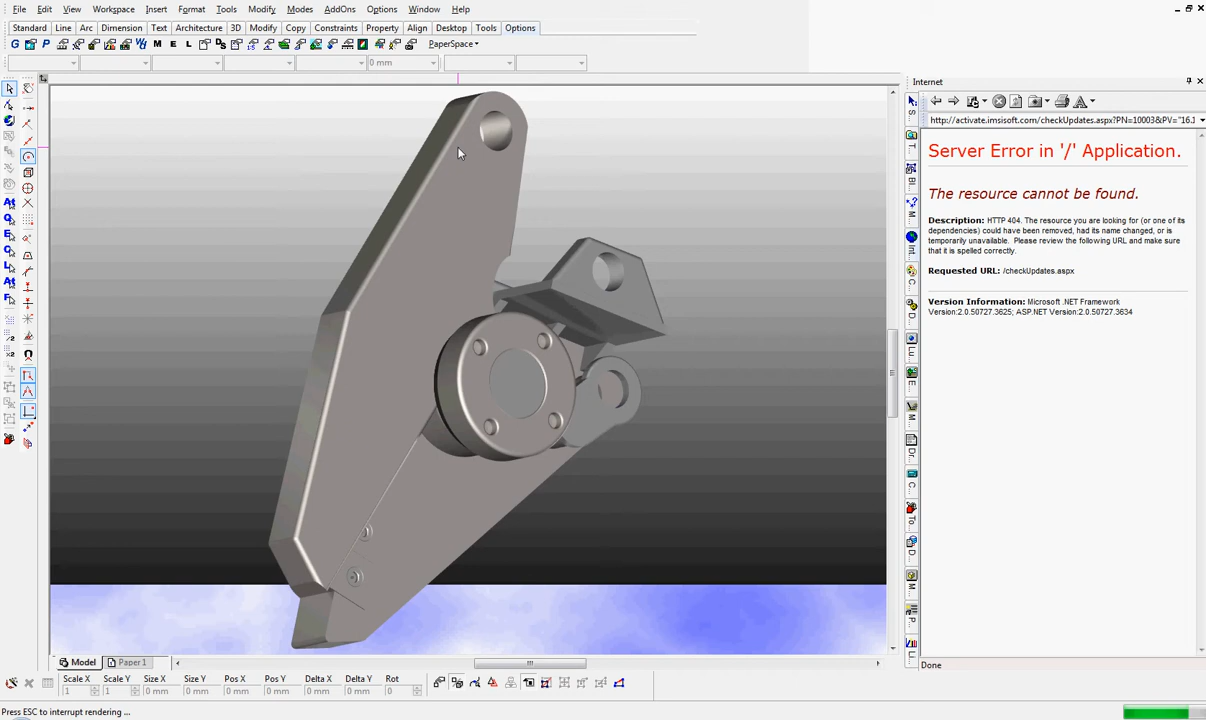 File Edit View Workspace Insert Format Tools Modify Modes AddOns Options Window Help
Standard Line Arc Dimension Text Architecture 3D Modify Copy Constraints Property Align Desktop Tools Options
PaperSpace
0 mm
Internet
http://activate.imsisoft.com/checkUpdates.aspx?PN=10003&PV="16.1
Server Error in '/' Application.
The resource cannot be found.
Description: HTTP 404. The resource you are looking for (or one of its
dependencies) could have been removed, had its name changed, or is
temporarily unavailable. Please review the following URL and make sure
that it is spelled correctly.
Requested URL: /checkUpdates.aspx
Version Information: Microsoft .NET Framework
Version:2.0.50727.3625; ASP.NET Version:2.0.50727.3634
Model Paper1
Done
Scale X Scale Y Size X Size Y Pos X Pos Y Delta X Delta Y Rot
1 1 0 mm 0 mm 0 mm 0 mm 0 mm 0 mm 0
Press ESC to interrupt rendering ...